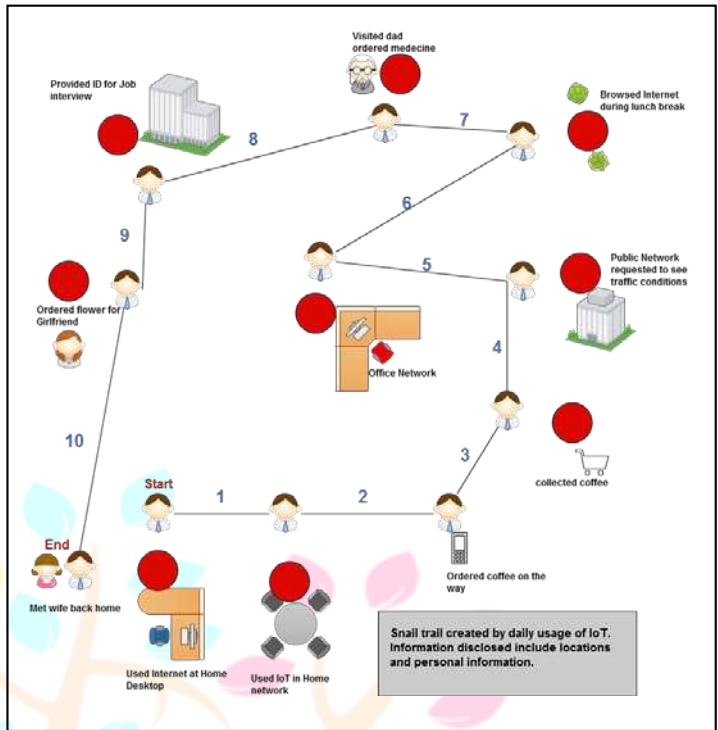 Visited dad
ordered medecine
Provided ID for Job
interview
Browsed Internet
during lunch break
8
7
6
9
5
Public Network
requested to see
traffic conditions
Ordered flower for
Girlfriend
Office Network
4
10
3
collected coffee
Start
1
2
End
Met wife back home
Ordered coffee on the
way
Used Internet at Home
Desktop
Used IoT in Home
network
Snail trail created by daily usage of IoT.
Information disclosed include locations
and personal information.